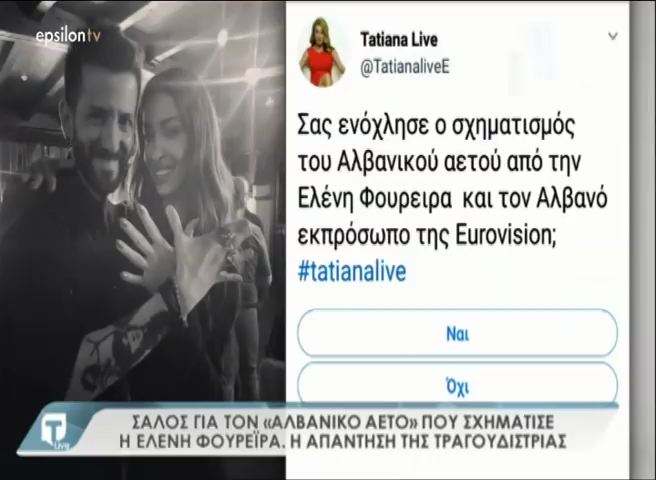 epsilontv
Tatiana Live
@TatianaliveE
Σας ενόχλησε ο σχηματισμός
του Αλβανικού αετού από την
Ελένη Φουρειρα και τον Αλβανό
εκπρόσωπο της Eurovision;
#tatianalive
Ναι
Όχι
T
Live
ΣΑΛΟΣ ΓΙΑ ΤΟΝ «ΑΛΒΑΝΙΚΟ ΑΕΤΟ» ΠΟΥ ΣΧΗΜΑΤΙΣΕ
Η ΕΛΕΝΗ ΦΟΥΡΕΪΡΑ. Η ΑΠΑΝΤΗΣΗ ΤΗΣ ΤΡΑΓΟΥΔΙΣΤΡΙΑΣ